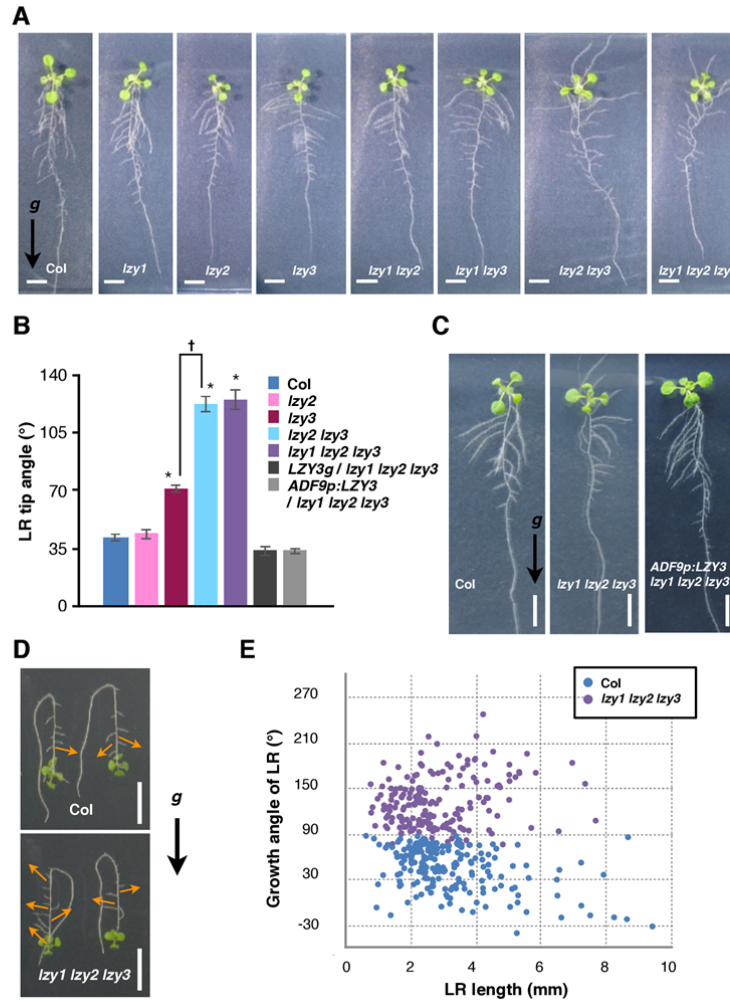 A
g
Col
lzy1
lzy2
lzy3
lzy1 lzy2
lzy1 lzy3
lzy2 lzy3
lzy1 lzy2 lzy
B
LR tip angle (°)
140
105
70
35
0
*
†
*
*
Col
lzy2
lzy3
lzy2 lzy3
lzy1 lzy2 lzy3
LZY3g / lzy1 lzy2 lzy3
ADF9p:LZY3
/ lzy1 lzy2 lzy3
C
g
Col
lzy1 lzy2 lzy3
ADF9p:LZY3
lzy1 lzy2 lzy3
D
Col
g
lzy1 lzy2 lzy3
E
Growth angle of LR (°)
270
210
150
90
30
-30
Col
lzy1 lzy2 lzy3
0 2 4 6 8 10
LR length (mm)